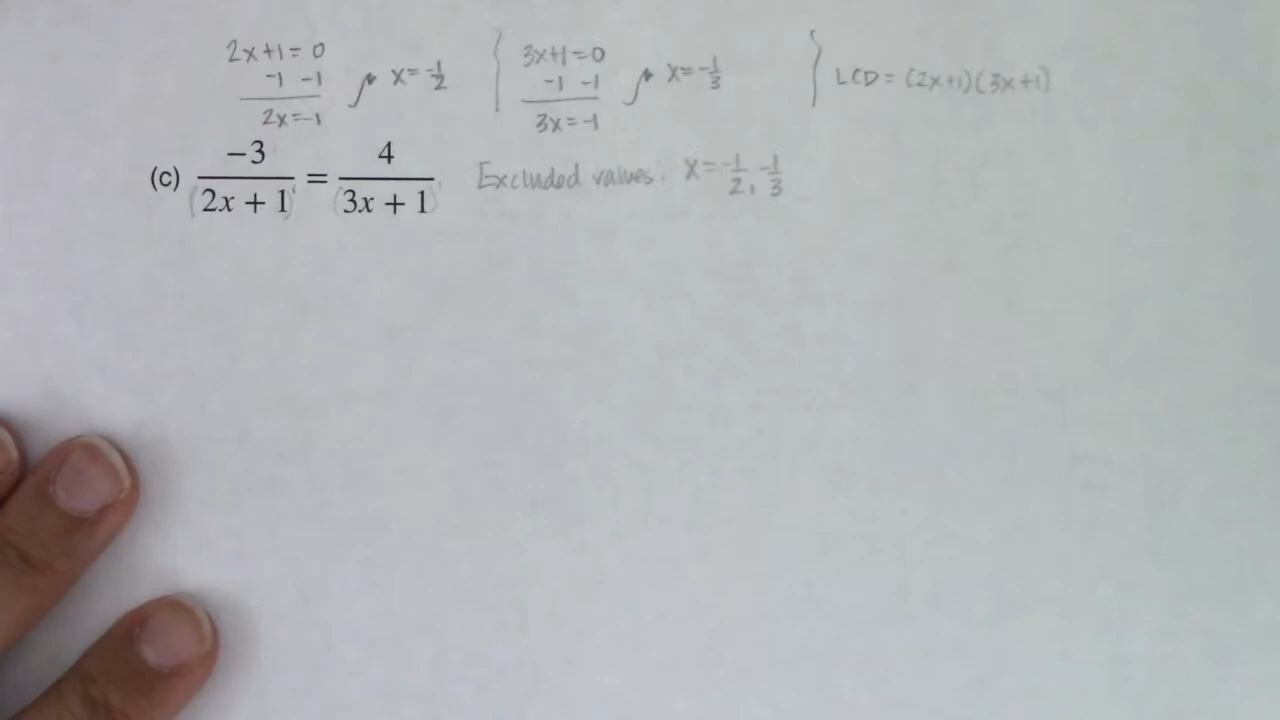 2x+1=0
-1 -1
2x=-1
x=-1/2
3x+1=0
-1 -1
3x=-1
x=-1/3
LCD=(2x+1)(3x+1)
(c) -3/(2x + 1) = 4/(3x + 1)
Excluded values: x=-1/2, -1/3